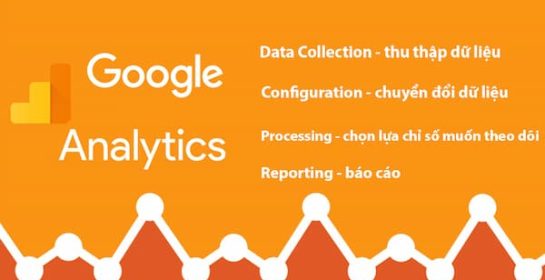 Google
Analytics
Data Collection - thu thập dữ liệu
Configuration - chuyển đổi dữ liệu
Processing - chọn lựa chỉ số muốn theo dõi
Reporting - báo cáo